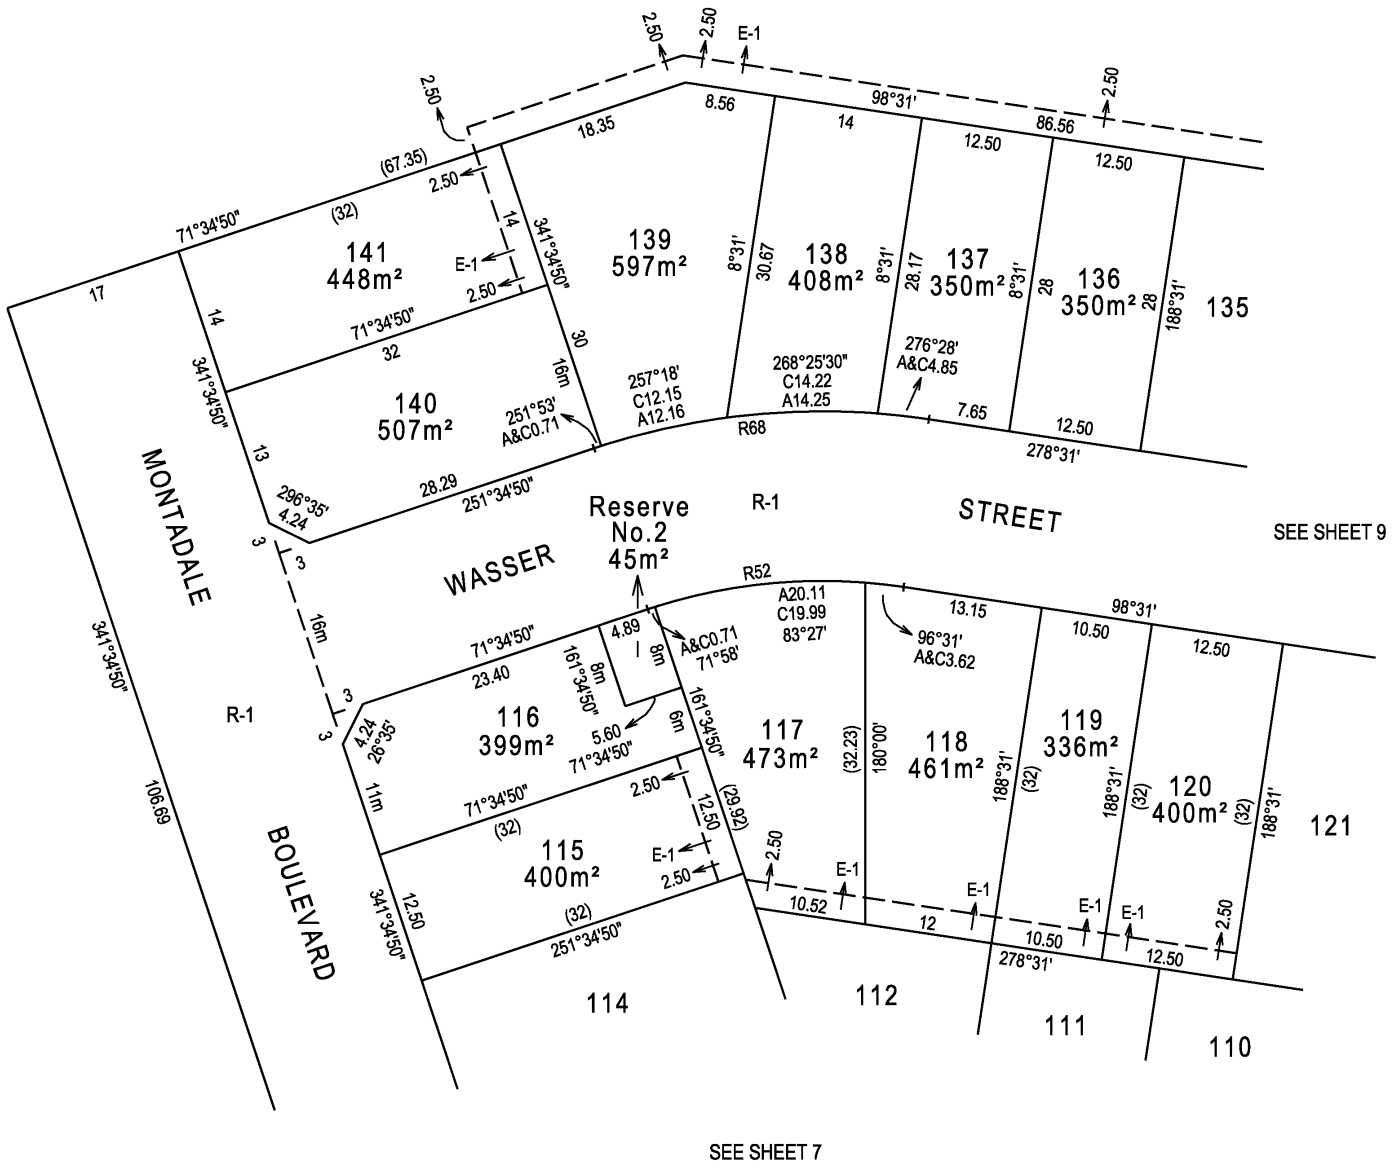 2.50
2.50
E-1
2.50
2.50
98°31'
86.56
8.56
14
12.50
12.50
18.35
(67.35)
2.50
(32)
71°34'50"
17
141
448m²
14
341°34'50"
E-1
2.50
139
597m²
8°31'
30.67
138
408m²
8°31'
28.17
137
350m²
8°31'
28
136
350m²
28
188°31'
135
14
341°34'50"
71°34'50"
32
30
16m
140
507m²
13
251°53'
A&C0.71
257°18'
C12.15
A12.16
268°25'30"
C14.22
A14.25
276°28'
A&C4.85
7.65
12.50
278°31'
R68
28.29
251°34'50"
296°35'
4.24
3
3
MONTADALE
WASSER
Reserve
No.2
45m²
R-1
STREET
SEE SHEET 9
R52
A20.11
C19.99
83°27'
13.15
98°31'
10.50
12.50
96°31'
A&C3.62
A&C0.71
71°58'
4.89
8m
8m
161°34'50"
71°34'50"
23.40
16m
3
3
4.24
26°35'
341°34'50"
R-1
116
399m²
5.60
71°34'50"
6m
161°34'50"
117
473m²
(32.23)
180°00'
118
461m²
188°31'
(32)
119
336m²
188°31'
(32)
120
400m²
(32)
188°31'
121
11m
71°34'50"
(32)
2.50
12.50
(29.92)
106.69
BOULEVARD
115
400m²
E-1
2.50
2.50
E-1
E-1
E-1
E-1
2.50
12.50
341°34'50"
(32)
251°34'50"
10.52
12
10.50
278°31'
12.50
114
112
111
110
SEE SHEET 7